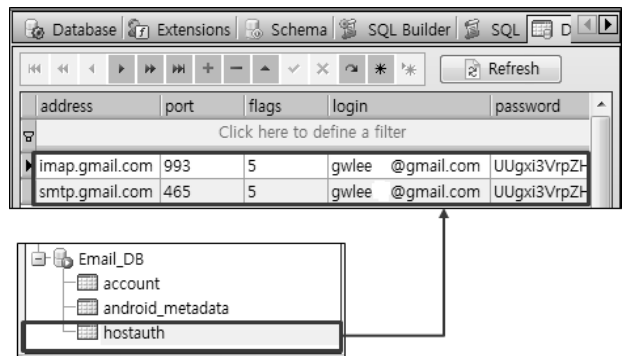 Database Extensions Schema SQL Builder SQL D
Refresh
address port flags login password
Click here to define a filter
imap.gmail.com 993 5 gwlee @gmail.com UUgxi3VrpZH
smtp.gmail.com 465 5 gwlee @gmail.com UUgxi3VrpZH
Email_DB
account
android_metadata
hostauth